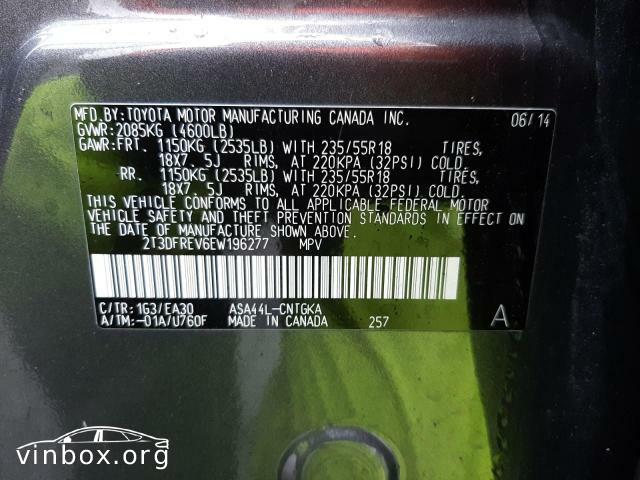 MFD.BY:TOYOTA MOTOR MANUFACTURING CANADA INC. 06/14
GVWR:2085KG (4600LB)
GAWR:FRT. 1150KG (2535LB) WITH 235/55R18 TIRES,
18X7.5J RIMS, AT 220KPA (32PSI) COLD.
RR. 1150KG (2535LB) WITH 235/55R18 TIRES,
18X7.5J RIMS, AT 220KPA (32PSI) COLD.
THIS VEHICLE CONFORMS TO ALL APPLICABLE FEDERAL MOTOR
VEHICLE SAFETY AND THEFT PREVENTION STANDARDS IN EFFECT ON
THE DATE OF MANUFACTURE SHOWN ABOVE.
2T3DFREV6EW196277 MPV
C/TR: 1G3/EA30 ASA44L-CNTGKA
A/TM:-01A/U760F MADE IN CANADA 257 A
vinbox.org